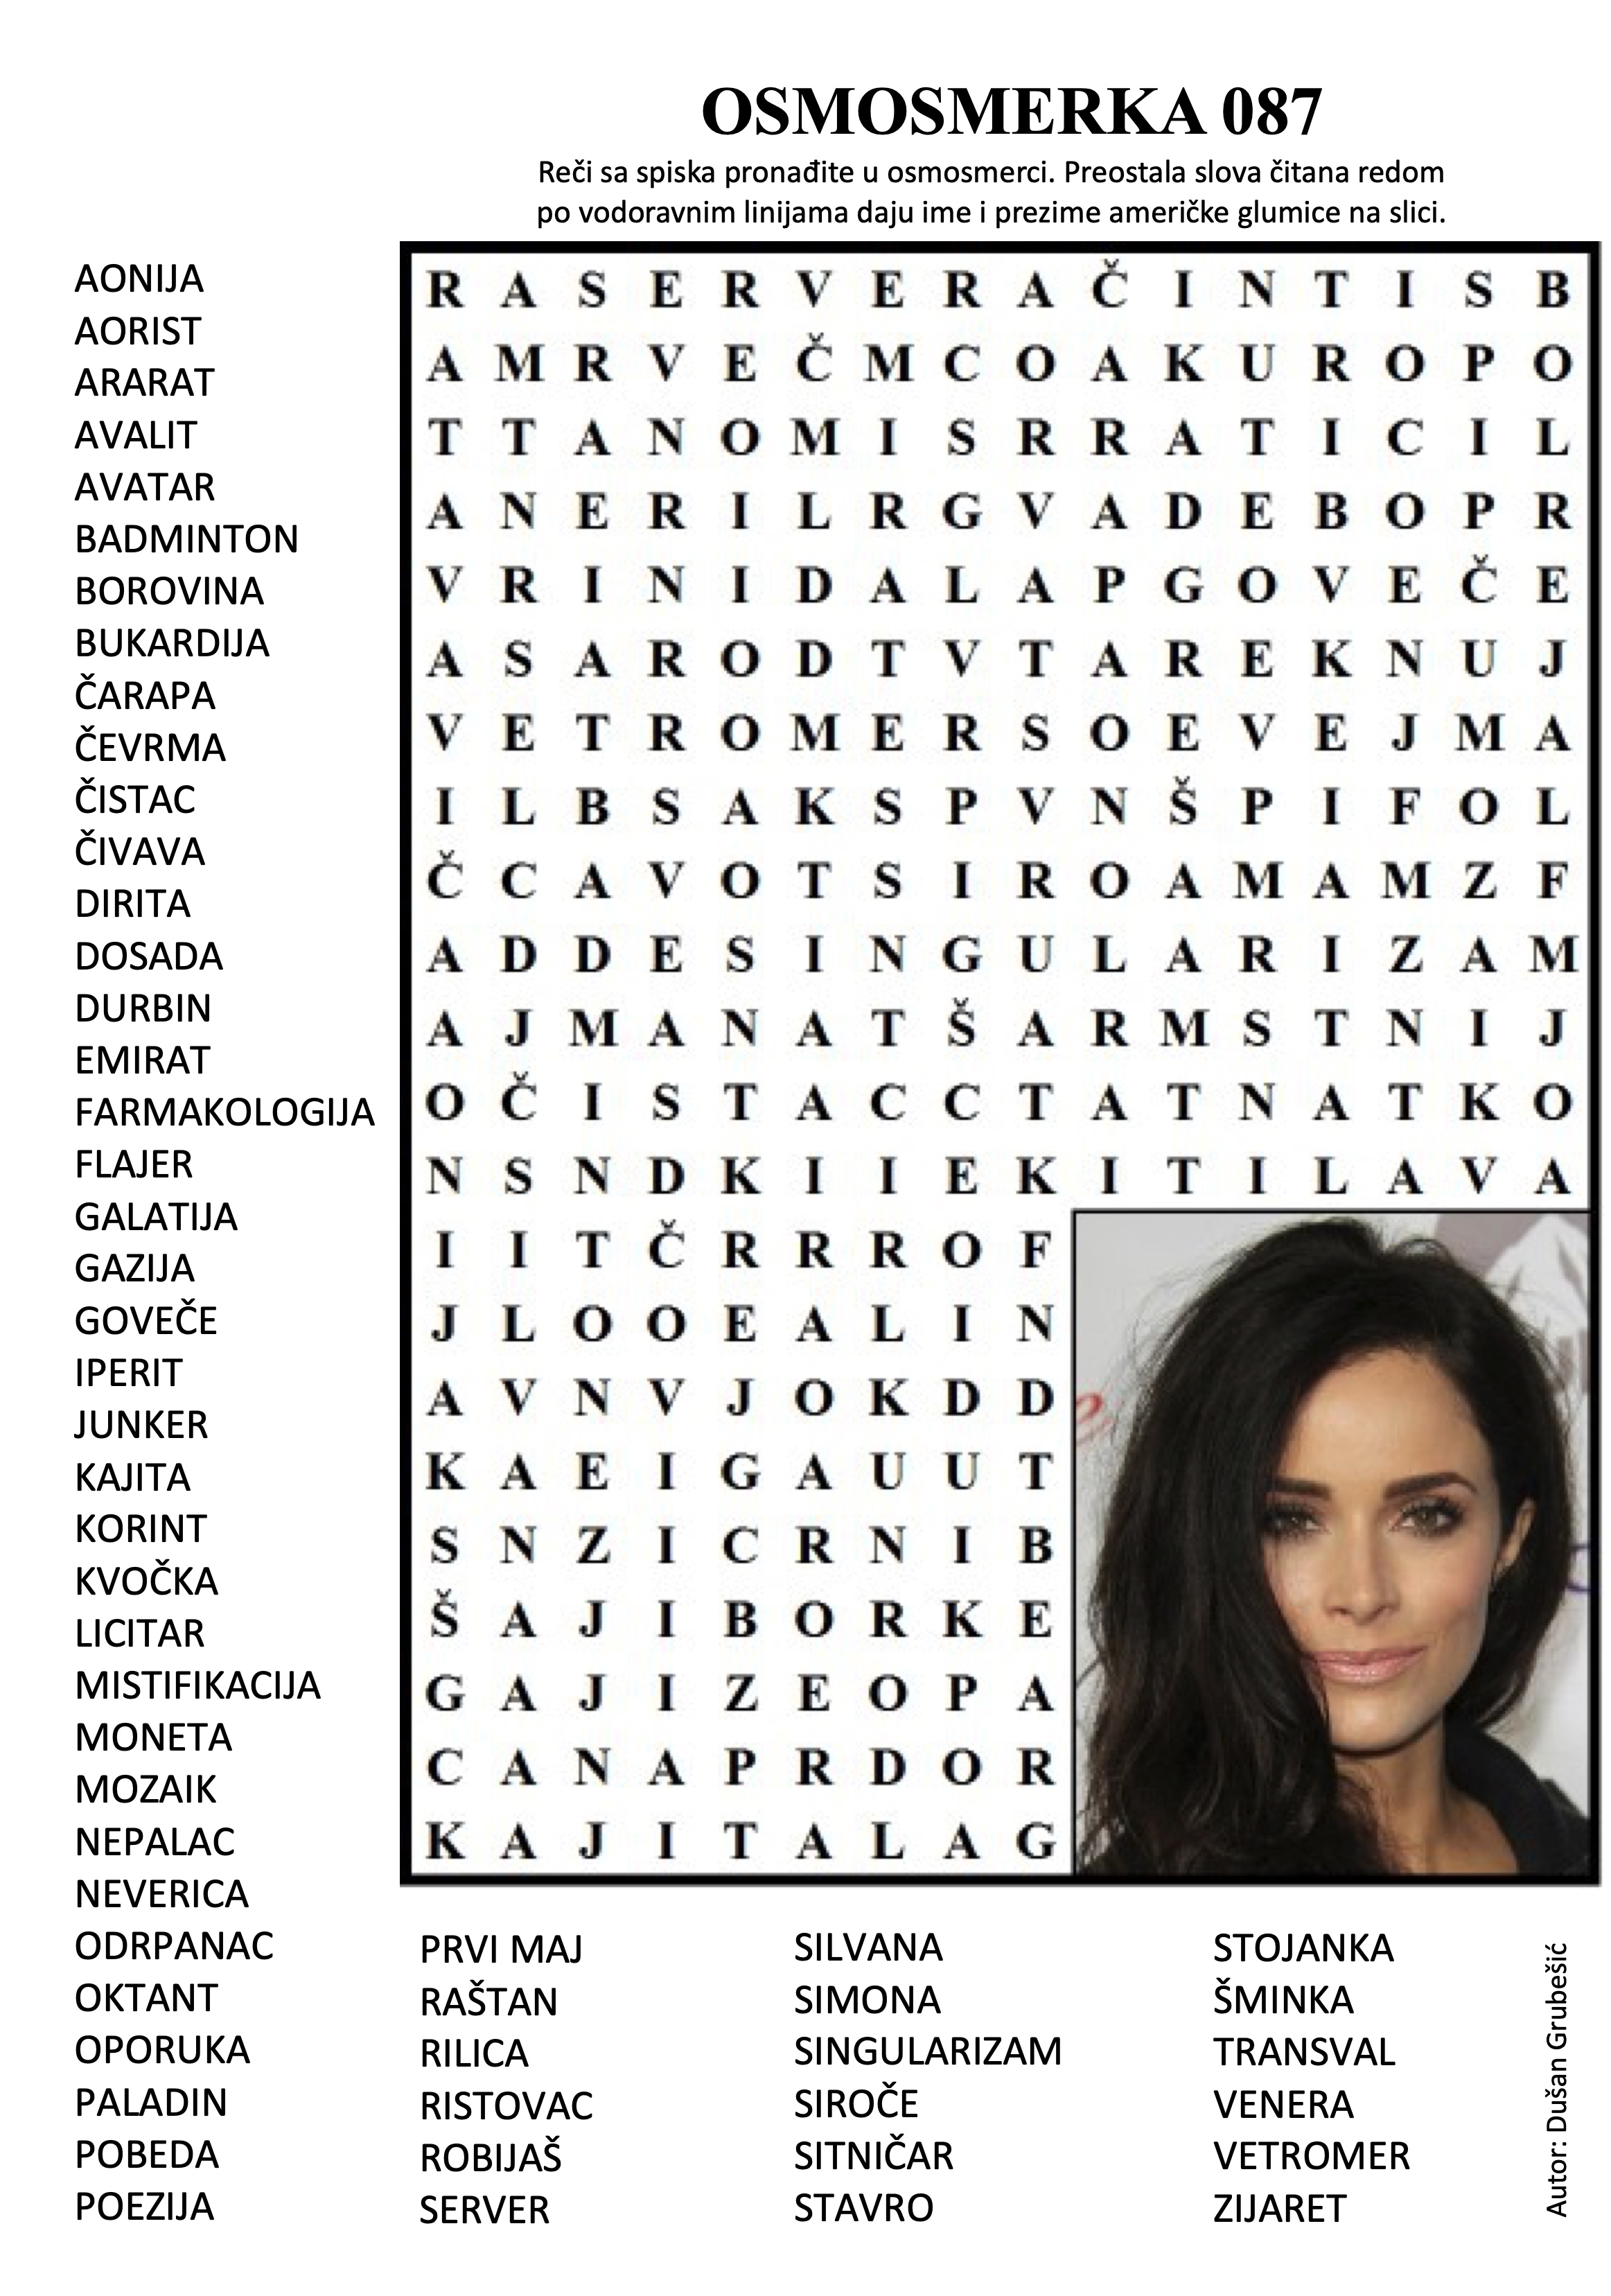 OSMOSMERKA 087
Reči sa spiska pronađite u osmosmerci. Preostala slova čitana redom
po vodoravnim linijama daju ime i prezime američke glumice na slici.
AONIJA
AORIST
ARARAT
AVALIT
AVATAR
BADMINTON
BOROVINA
BUKARDIJA
ČARAPA
ČEVRMA
ČISTAC
ČIVAVA
DIRITA
DOSADA
DURBIN
EMIRAT
FARMAKOLOGIJA
FLAJER
GALATIJA
GAZIJA
GOVEČE
IPERIT
JUNKER
KAJITA
KORINT
KVOČKA
LICITAR
MISTIFIKACIJA
MONETA
MOZAIK
NEPALAC
NEVERICA
ODRPANAC
OKTANT
OPORUKA
PALADIN
POBEDA
POEZIJA
R A S E R V E R A Č I N T I S B
A M R V E Č M C O A K U R O P O
T T A N O M I S R R A T I C I L
A N E R I L R G V A D E B O P R
V R I N I D A L A P G O V E Č E
A S A R O D T V T A R E K N U J
V E T R O M E R S O E V E J M A
I L B S A K S P V N Š P I F O L
Č C A V O T S I R O A M A M Z F
A D D E S I N G U L A R I Z A M
A J M A N A T Š A R M S T N I J
O Č I S T A C C T A T N A T K O
N S N D K I I E K I T I L A V A
I I T Č R R R O F
J L O O E A L I N
A V N V J O K D D
K A E I G A U U T
S N Z I C R N I B
Š A J I B O R K E
G A J I Z E O P A
C A N A P R D O R
K A J I T A L A G
PRVI MAJ
RAŠTAN
RILICA
RISTOVAC
ROBIJAŠ
SERVER
SILVANA
SIMONA
SINGULARIZAM
SIROČE
SITNIČAR
STAVRO
STOJANKA
ŠMINKA
TRANSVAL
VENERA
VETROMER
ZIJARET
Autor: Dušan Grubešić